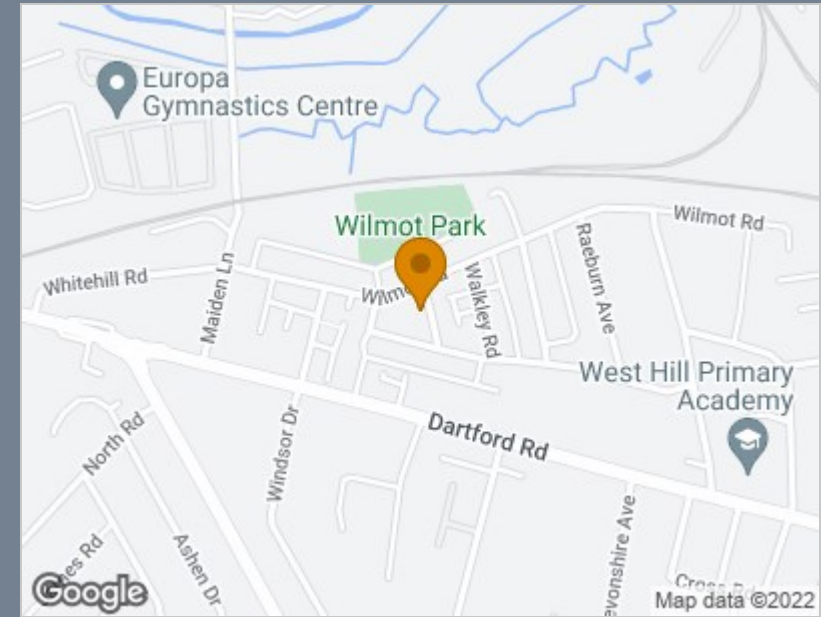 Europa
Gymnastics Centre
Wilmot Park
Wilmot Rd
Whitehill Rd
Maiden Ln
Walkley Rd
Raeburn Ave
West Hill Primary
Academy
Dartford Rd
North Rd
Windsor Dr
Ashen Dr
Google
Map data ©2022